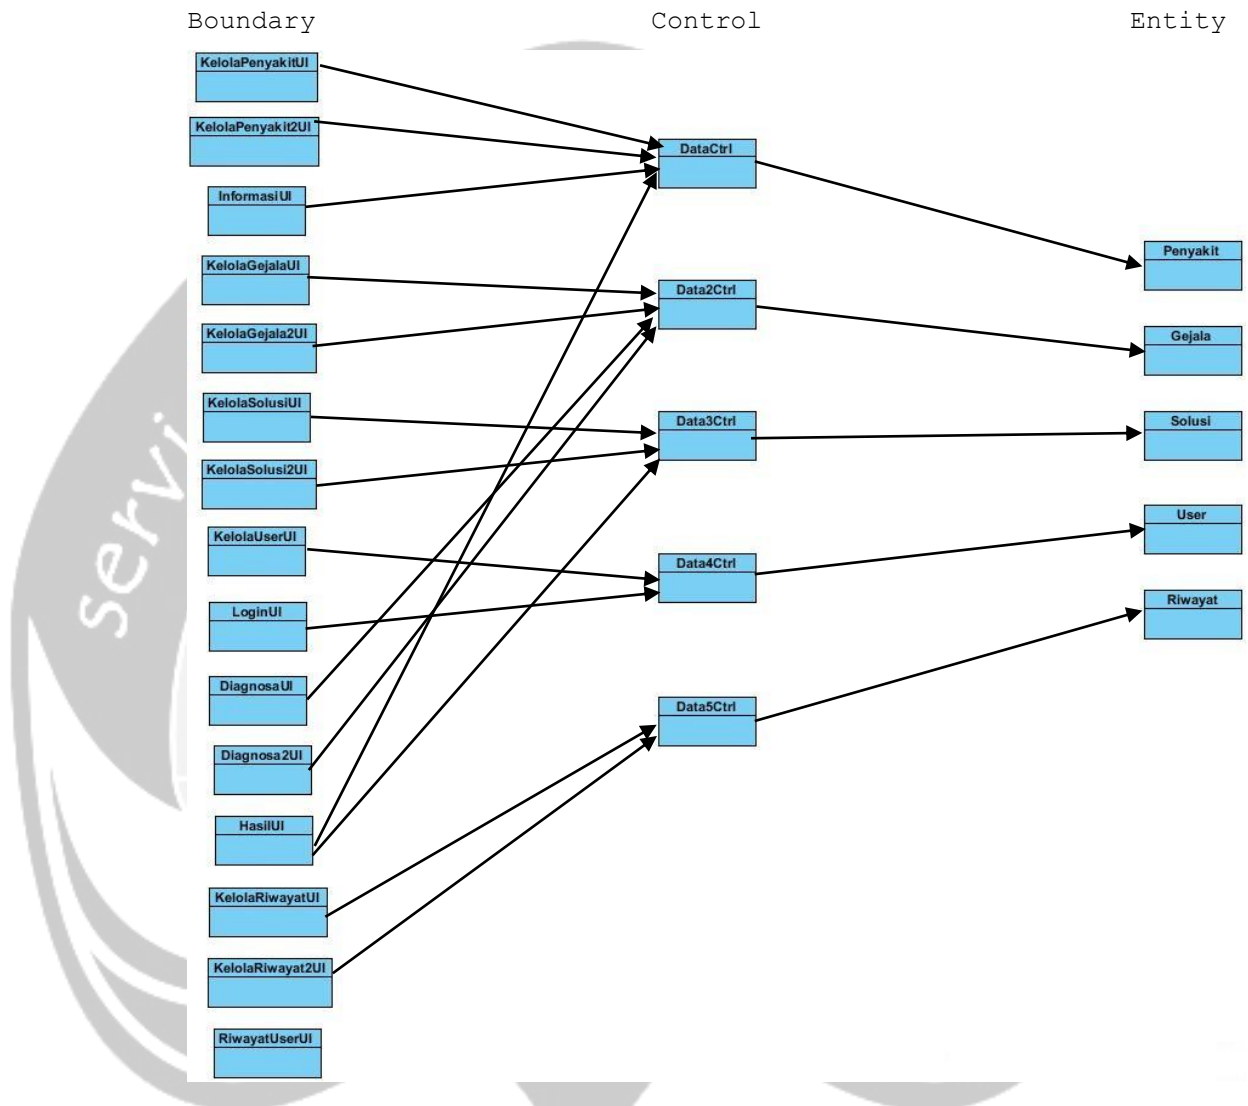 Boundary
Control
Entity
KelolaPenyakitUI
KelolaPenyakit2UI
InformasiUI
KelolaGejalaUI
KelolaGejala2UI
KelolaSolusiUI
KelolaSolusi2UI
KelolaUserUI
LoginUI
DiagnosaUI
Diagnosa2UI
HasilUI
KelolaRiwayatUI
KelolaRiwayat2UI
RiwayatUserUI
DataCtrl
Data2Ctrl
Data3Ctrl
Data4Ctrl
Data5Ctrl
Penyakit
Gejala
Solusi
User
Riwayat
servi